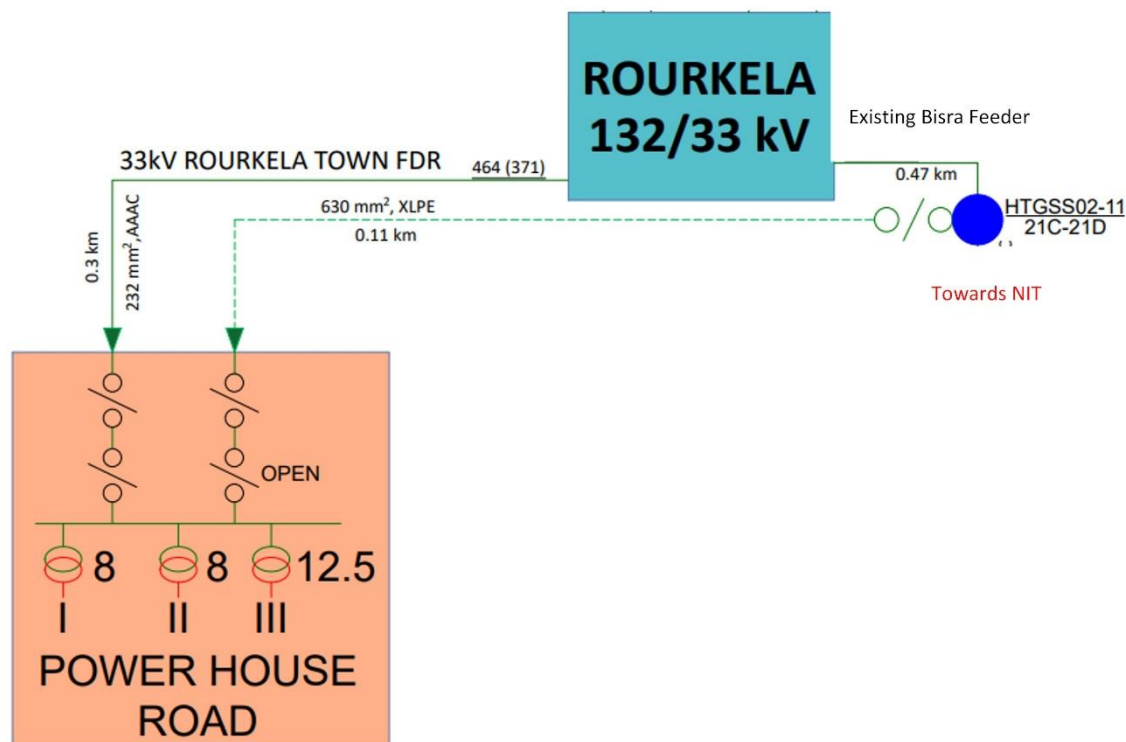 ROURKELA
132/33 kV
Existing Bisra Feeder
33kV ROURKELA TOWN FDR
464 (371)
0.47 km
630 mm², XLPE
0.11 km
HTGSS02-11
21C-21D
0.3 km
232 mm²,AAAC
Towards NIT
OPEN
8
8
12.5
I
II
III
POWER HOUSE
ROAD